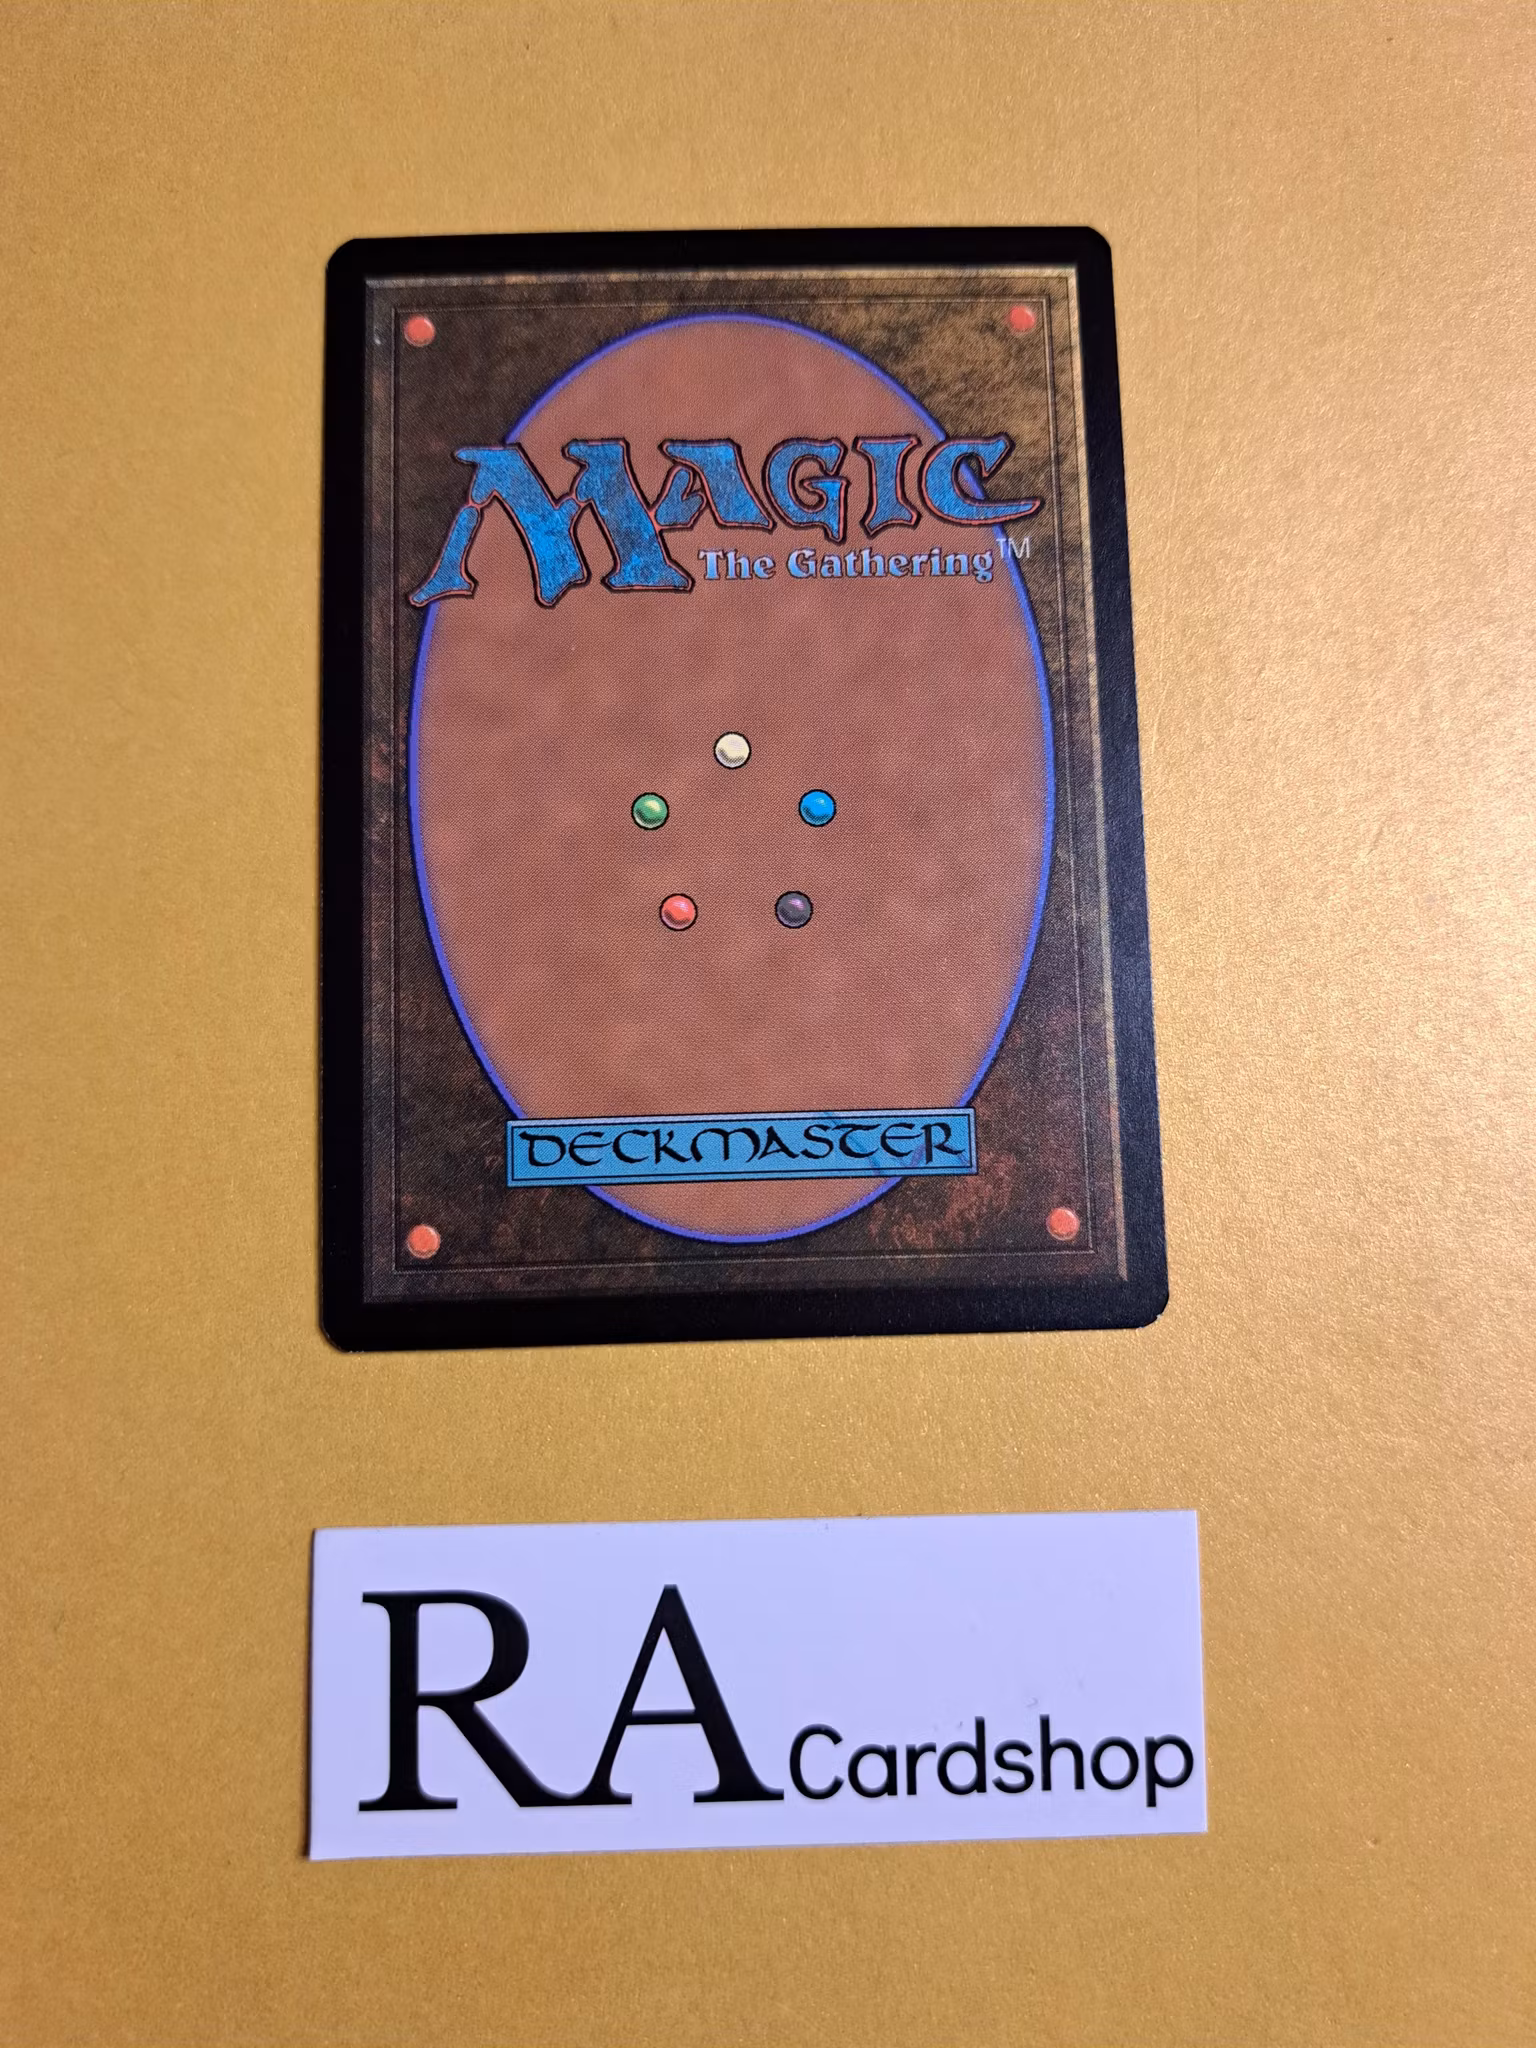 MAGIC
The Gathering™
DECKMASTER
RA Cardshop